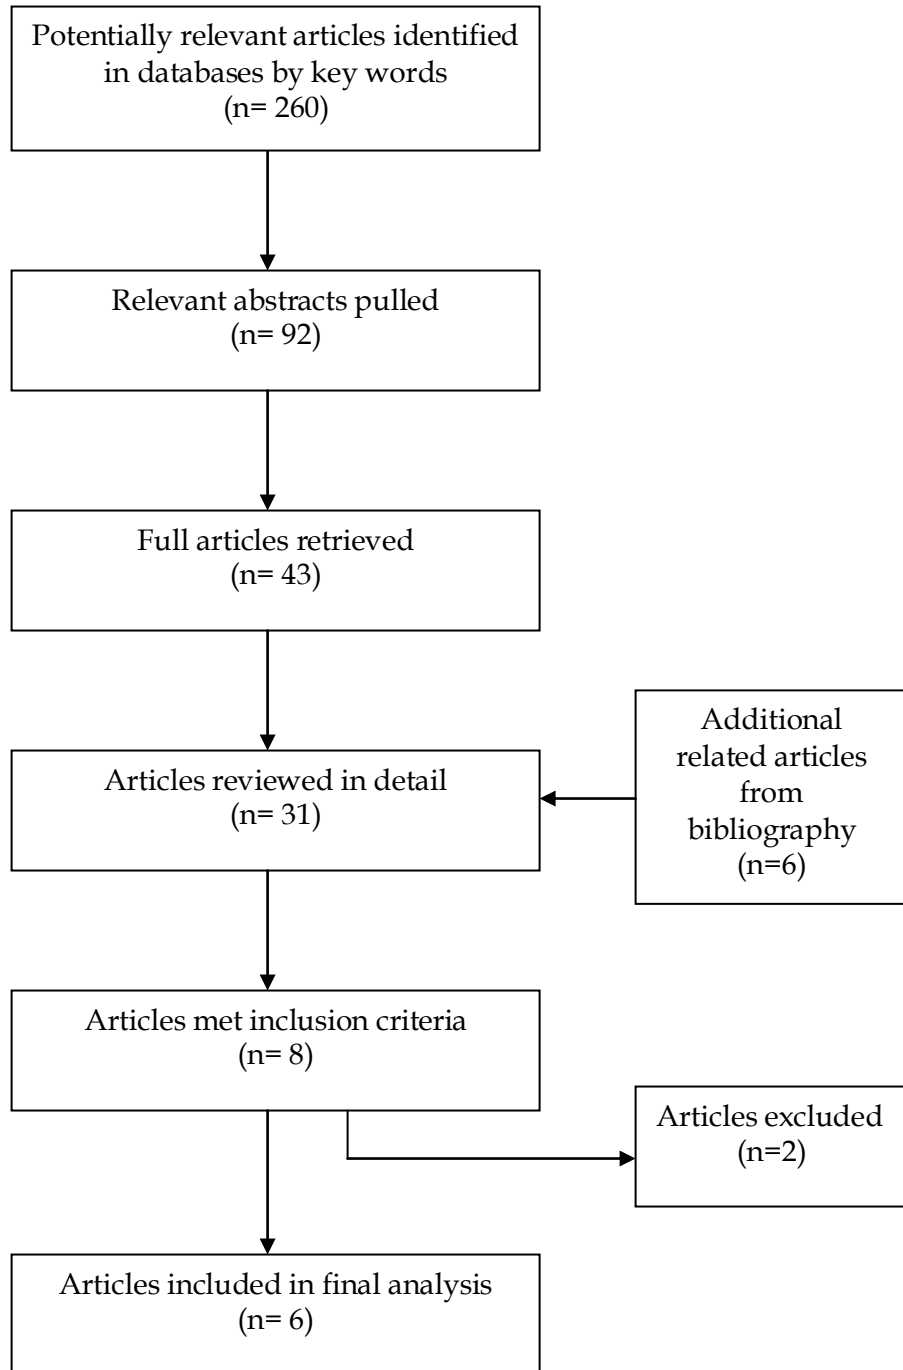 Potentially relevant articles identified
in databases by key words
(n= 260)
Relevant abstracts pulled
(n= 92)
Full articles retrieved
(n= 43)
Articles reviewed in detail
(n= 31)
Additional
related articles
from
bibliography
(n=6)
Articles met inclusion criteria
(n= 8)
Articles excluded
(n=2)
Articles included in final analysis
(n= 6)